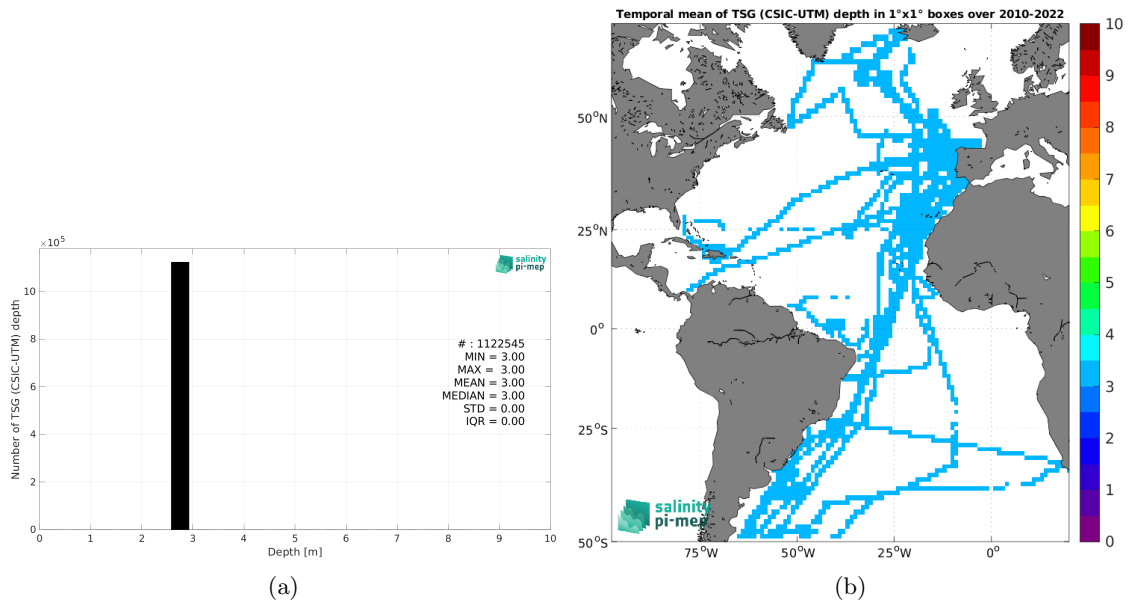 ×10⁵
Number of TSG (CSIC-UTM) depth
10
8
6
4
2
0
0 1 2 3 4 5 6 7 8 9 10
Depth [m]
salinity
pi-mep
# : 1122545
MIN = 3.00
MAX = 3.00
MEAN = 3.00
MEDIAN = 3.00
STD = 0.00
IQR = 0.00
(a)
Temporal mean of TSG (CSIC-UTM) depth in 1°x1° boxes over 2010-2022
50°N
25°N
0°
25°S
50°S
75°W 50°W 25°W 0°
salinity
pi-mep
10
9
8
7
6
5
4
3
2
1
0
(b)